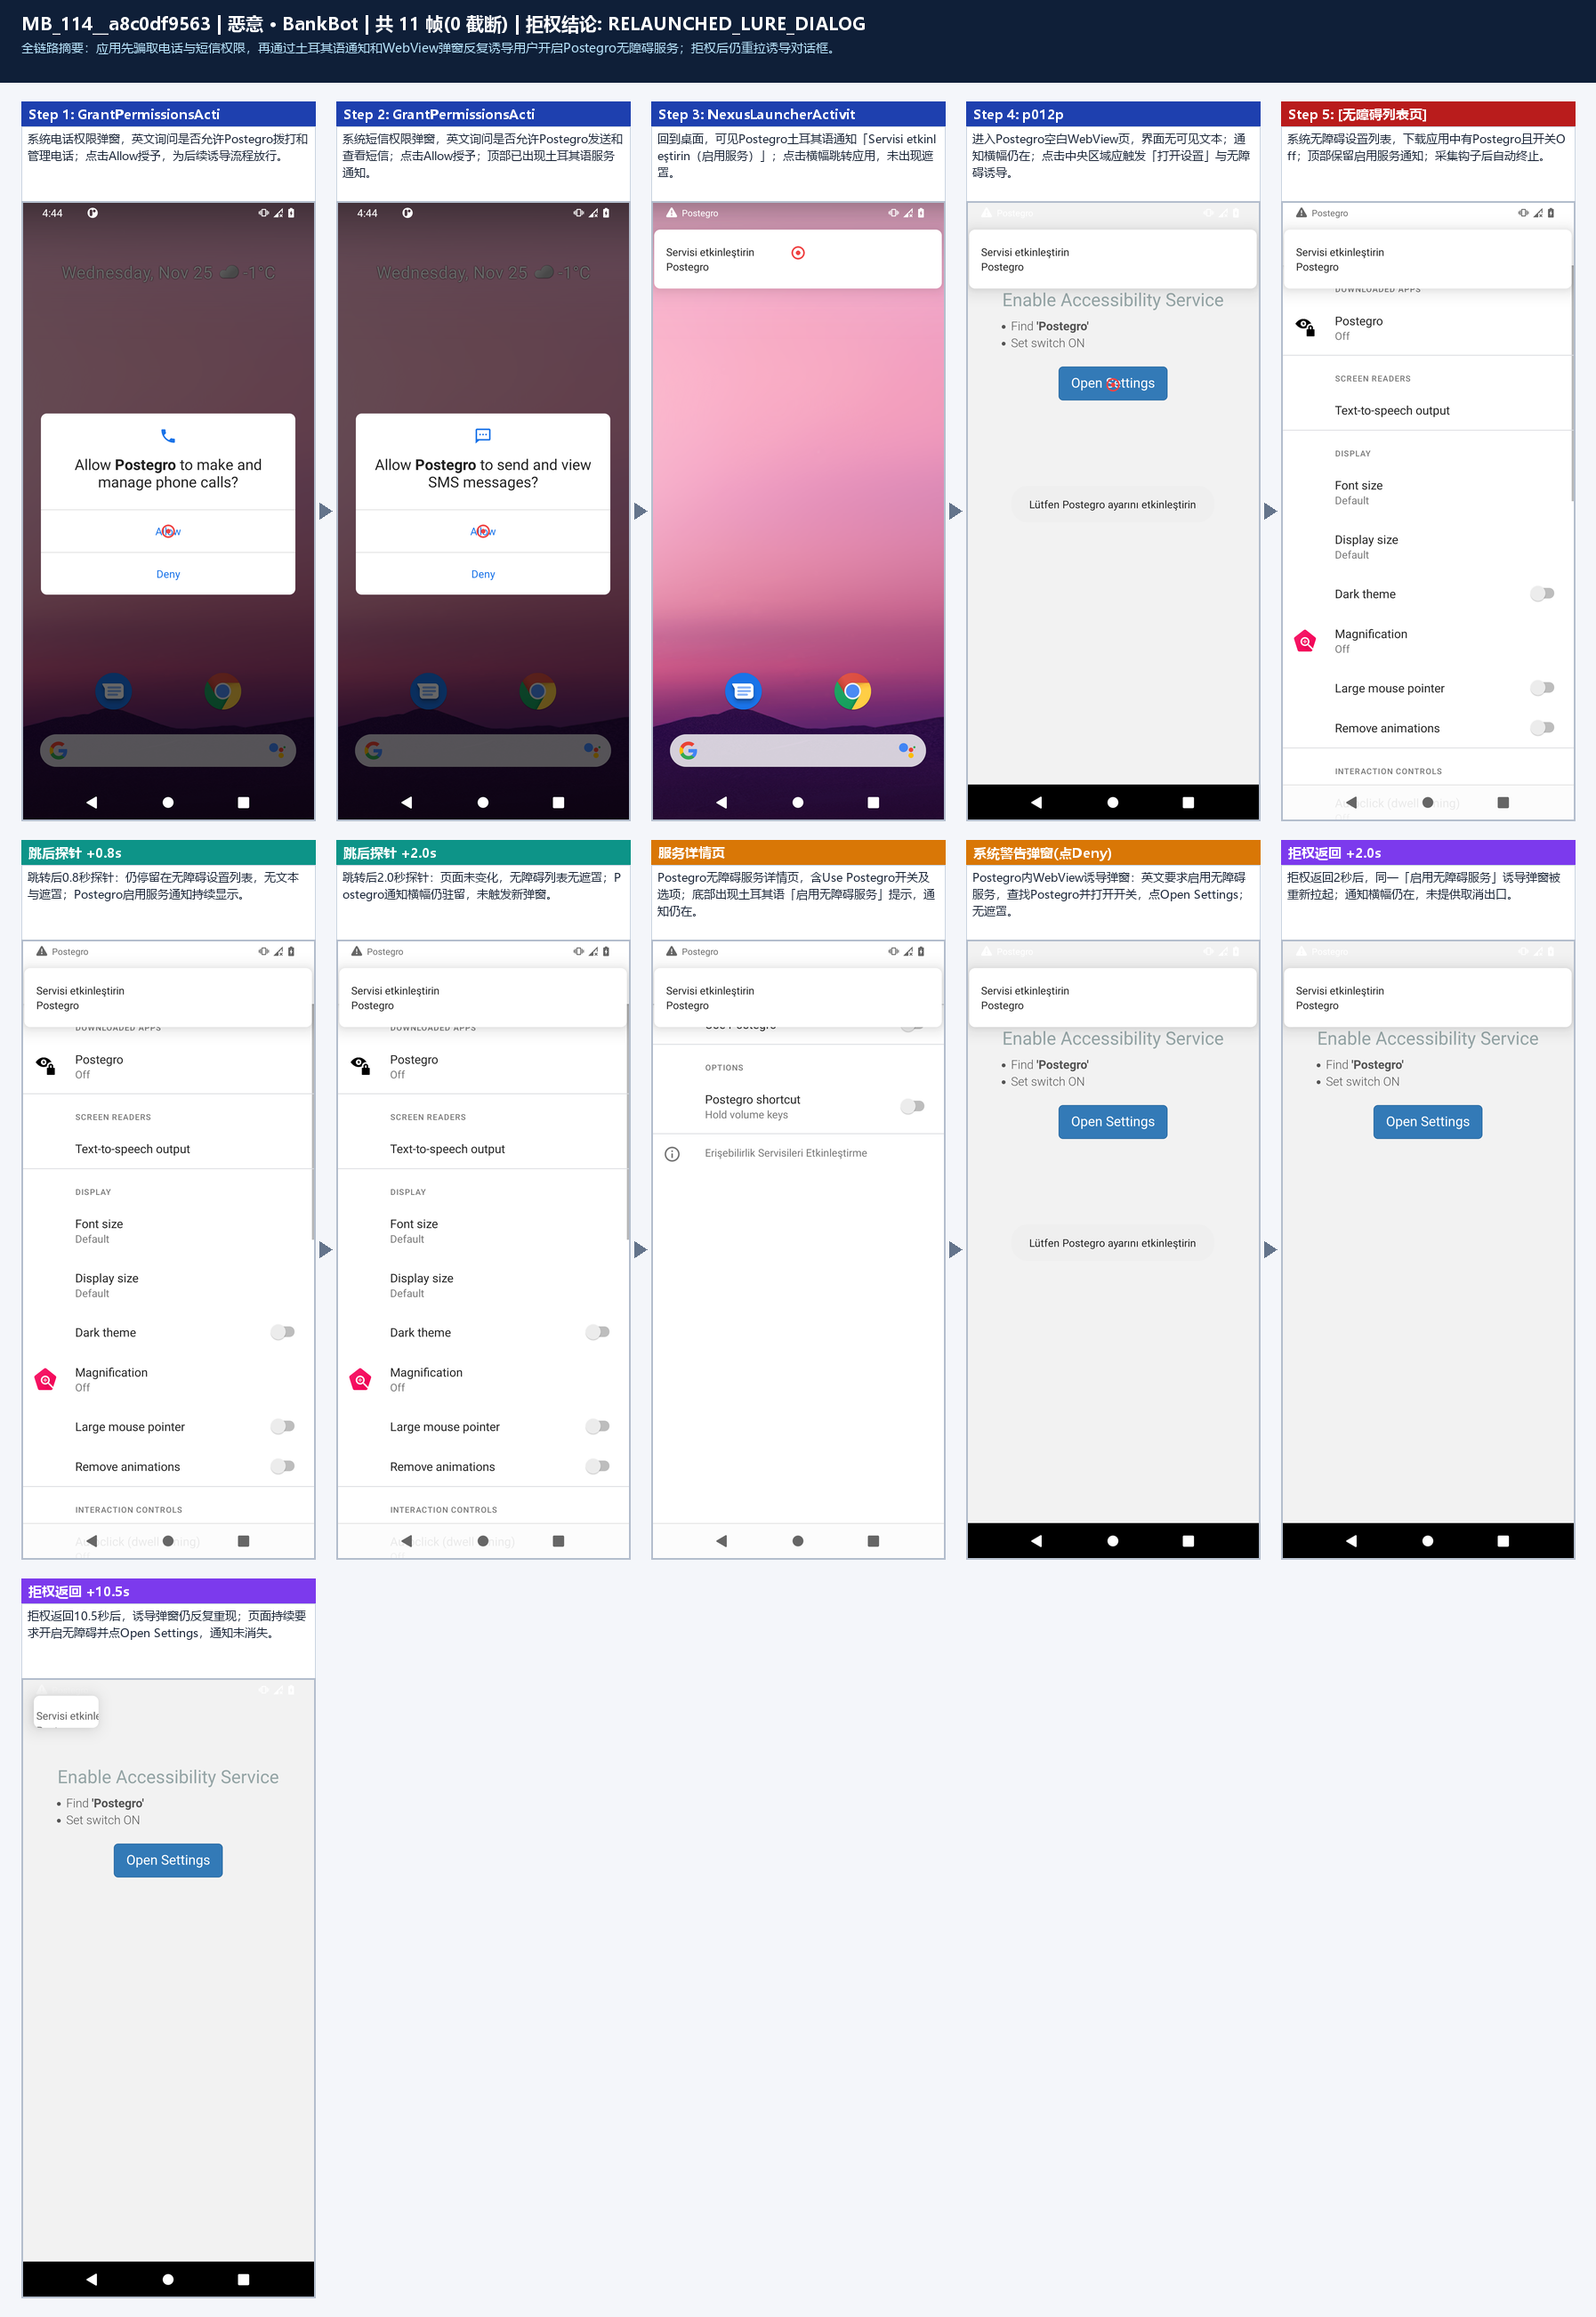 MB_114__a8c0df9563 | 恶意 • BankBot | 共 11 帧(0 截断) | 拒权结论: RELAUNCHED_LURE_DIALOG
全链路摘要：应用先骗取电话与短信权限，再通过土耳其语通知和WebView弹窗反复诱导用户开启Postegro无障碍服务；拒权后仍重拉诱导对话框。
Step 1: GrantPermissionsActi
系统电话权限弹窗，英文询问是否允许Postegro拨打和
管理电话；点击Allow授予，为后续诱导流程放行。
4:44
Wednesday, Nov 25 -1°C
Allow Postegro to make and
manage phone calls?
Allow
Deny
Step 2: GrantPermissionsActi
系统短信权限弹窗，英文询问是否允许Postegro发送和
查看短信；点击Allow授予；顶部已出现土耳其语服务
通知。
4:44
Wednesday, Nov 25 -1°C
Allow Postegro to send and view
SMS messages?
Allow
Deny
Step 3: NexusLauncherActivit
回到桌面，可见Postegro土耳其语通知「Servisi etkinl
eştirin（启用服务）」；点击横幅跳转应用，未出现遮
罩。
Postegro
Servisi etkinleştirin
Postegro
Step 4: p012p
进入Postegro空白WebView页，界面无可见文本；通
知横幅仍在；点击中央区域应触发「打开设置」与无障
碍诱导。
Postegro
Servisi etkinleştirin
Postegro
Enable Accessibility Service
• Find 'Postegro'
• Set switch ON
Open Settings
Lütfen Postegro ayarını etkinleştirin
Step 5: [无障碍列表页]
系统无障碍设置列表，下载应用中有Postegro且开关O
ff；顶部保留启用服务通知；采集钩子后自动终止。
Postegro
Servisi etkinleştirin
Postegro
DOWNLOADED APPS
Postegro
Off
SCREEN READERS
Text-to-speech output
DISPLAY
Font size
Default
Display size
Default
Dark theme
Magnification
Off
Large mouse pointer
Remove animations
INTERACTION CONTROLS
跳后探针 +0.8s
跳转后0.8秒探针：仍停留在无障碍设置列表，无文本
与遮罩；Postegro启用服务通知持续显示。
Postegro
Servisi etkinleştirin
Postegro
DOWNLOADED APPS
Postegro
Off
SCREEN READERS
Text-to-speech output
DISPLAY
Font size
Default
Display size
Default
Dark theme
Magnification
Off
Large mouse pointer
Remove animations
INTERACTION CONTROLS
跳后探针 +2.0s
跳转后2.0秒探针：页面未变化，无障碍列表无遮罩；P
ostegro通知横幅仍驻留，未触发新弹窗。
Postegro
Servisi etkinleştirin
Postegro
DOWNLOADED APPS
Postegro
Off
SCREEN READERS
Text-to-speech output
DISPLAY
Font size
Default
Display size
Default
Dark theme
Magnification
Off
Large mouse pointer
Remove animations
INTERACTION CONTROLS
服务详情页
Postegro无障碍服务详情页，含Use Postegro开关及
选项；底部出现土耳其语「启用无障碍服务」提示，通
知仍在。
Postegro
Servisi etkinleştirin
Postegro
Use Postegro
OPTIONS
Postegro shortcut
Hold volume keys
Erişebilirlik Servisileri Etkinleştirme
系统警告弹窗(点Deny)
Postegro内WebView诱导弹窗：英文要求启用无障碍
服务，查找Postegro并打开开关，点Open Settings；
无遮罩。
Postegro
Servisi etkinleştirin
Postegro
Enable Accessibility Service
• Find 'Postegro'
• Set switch ON
Open Settings
Lütfen Postegro ayarını etkinleştirin
拒权返回 +2.0s
拒权返回2秒后，同一「启用无障碍服务」诱导弹窗被
重新拉起；通知横幅仍在，未提供取消出口。
Postegro
Servisi etkinleştirin
Postegro
Enable Accessibility Service
• Find 'Postegro'
• Set switch ON
Open Settings
拒权返回 +10.5s
拒权返回10.5秒后，诱导弹窗仍反复重现；页面持续要
求开启无障碍并点Open Settings，通知未消失。
Servisi etkinle
Enable Accessibility Service
• Find 'Postegro'
• Set switch ON
Open Settings